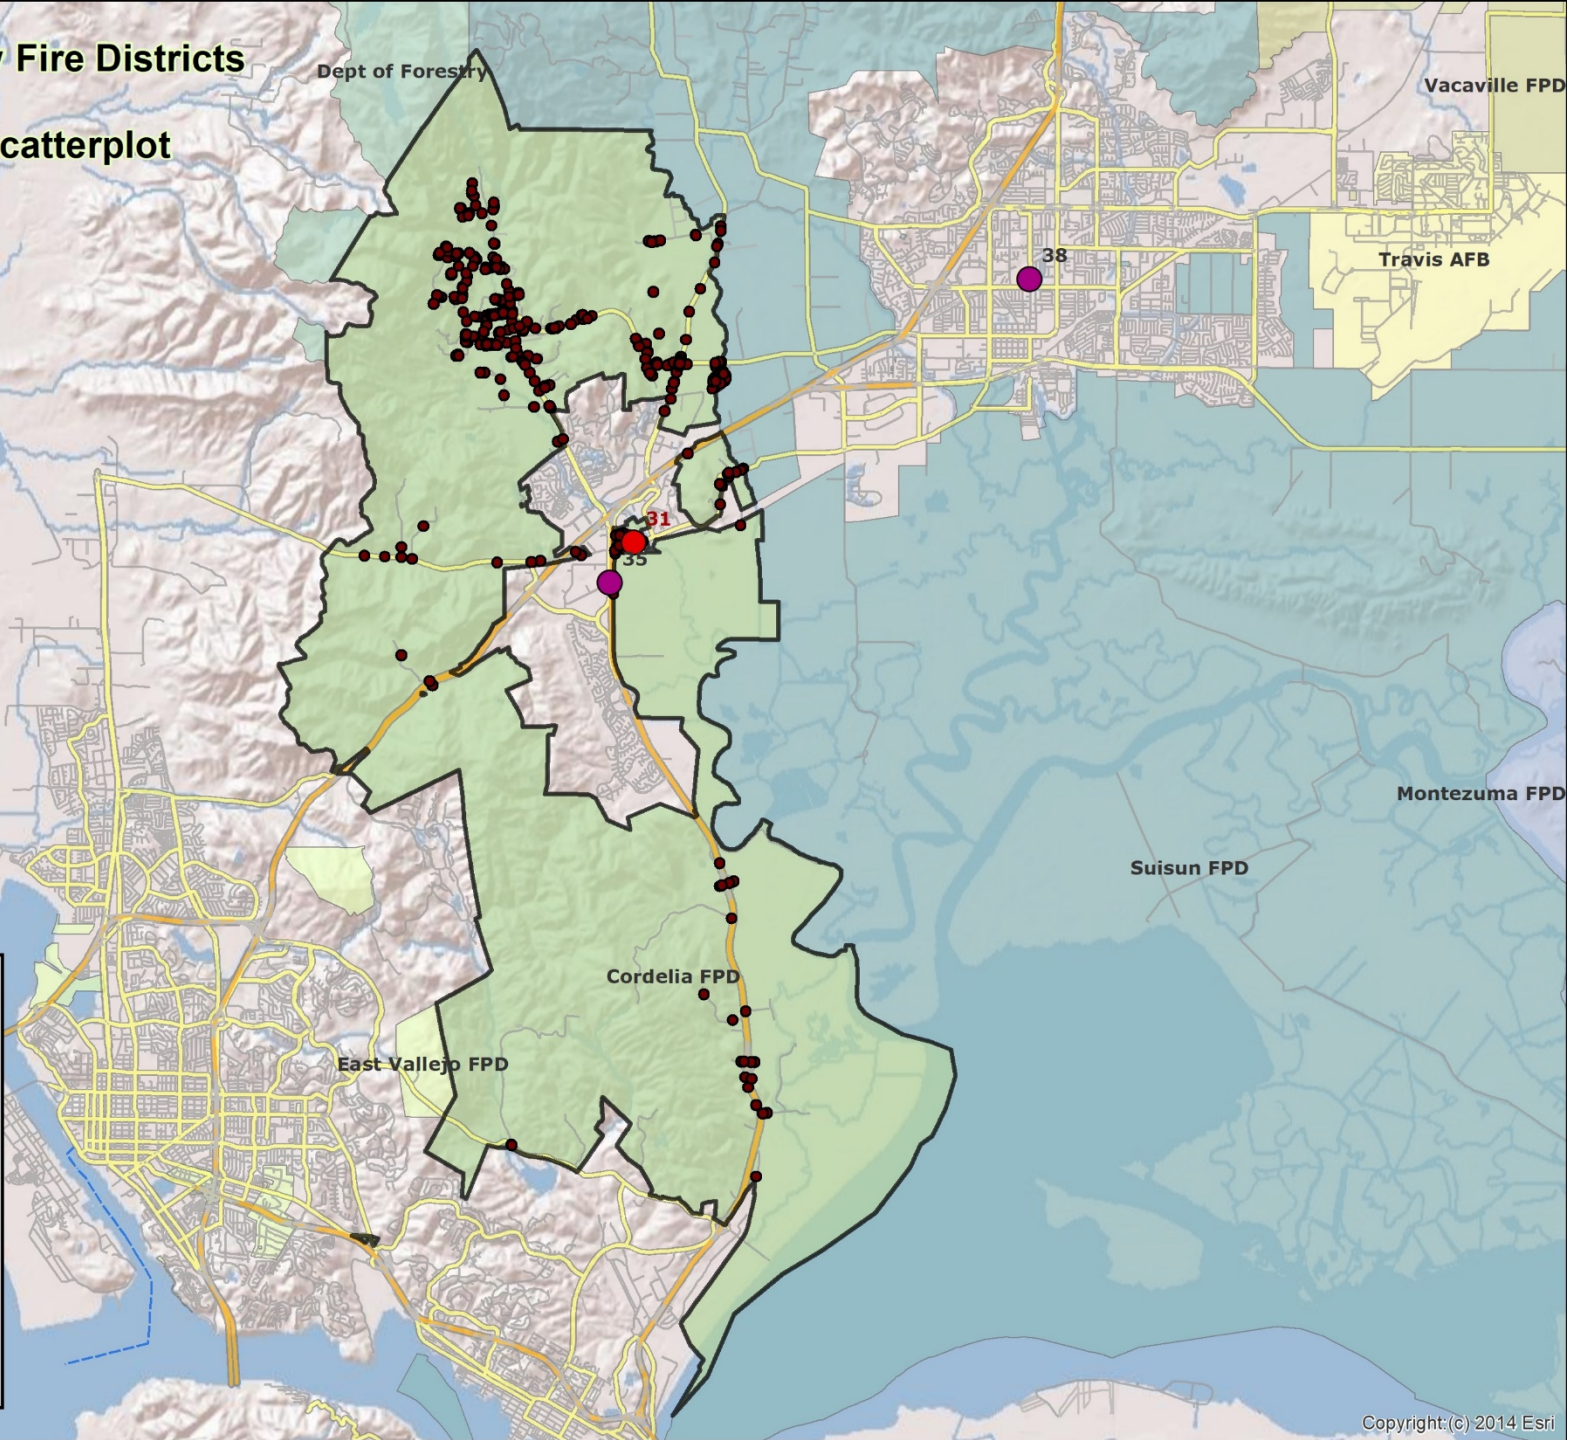 Fire Districts
catterplot
Dept of Forestry
Vacaville FPD
38
Travis AFB
31
35
Montezuma FPD
Suisun FPD
Cordelia FPD
East Vallejo FPD
Copyright:(c) 2014 Esri